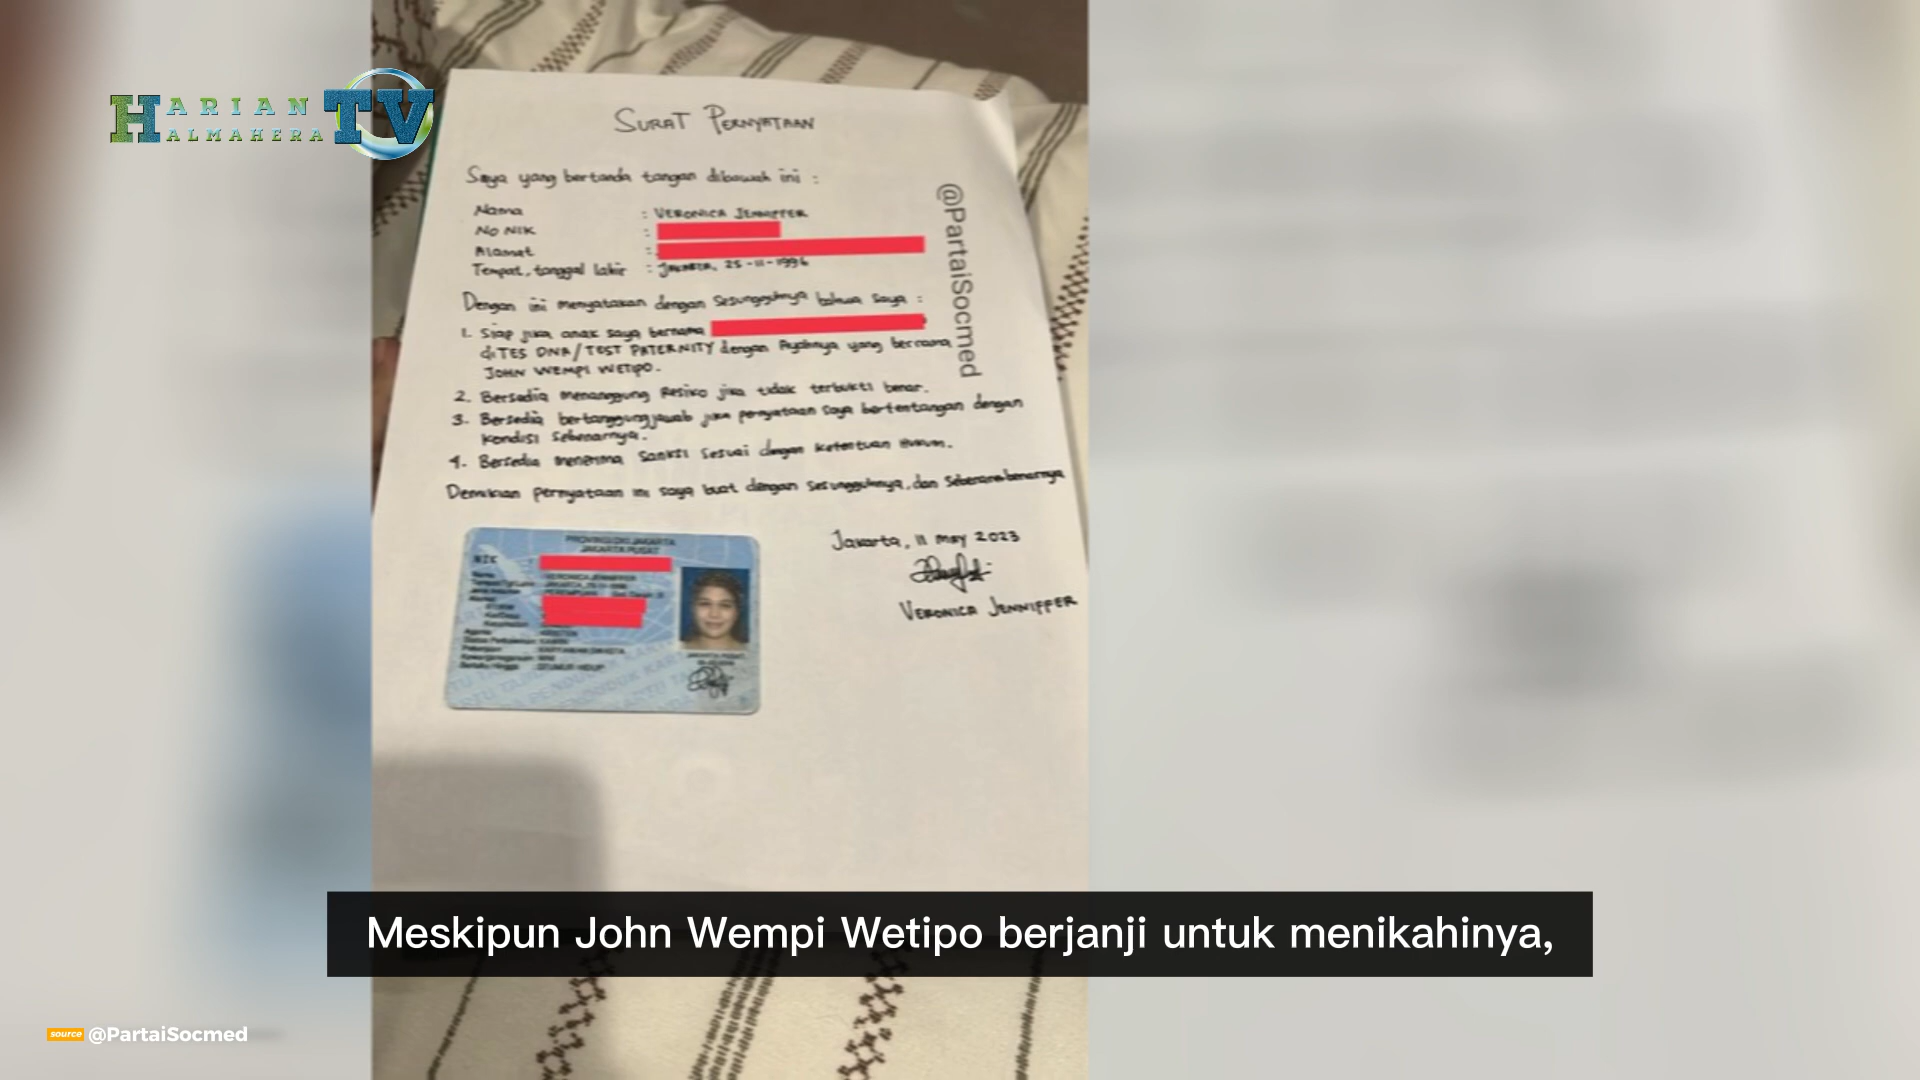 HARIAN
HALMAHERA
TV
SURAT PERNYATAAN
Saya yang bertanda tangan dibawah ini :
Nama : VERONICA JENNIFFER
No NIK :
Alamat :
Tempat, tanggal lahir : JAKARTA, 25-11-1996
Dengan ini menyatakan dengan Sesungguhnya bahwa saya :
1. Siap jika anak saya bernama
di TES DNA/TEST PATERNITY dengan Ayahnya yang bernama
JOHN WEMPI WETIPO.
2. Bersedia menanggung Resiko jika tidak terbukti benar.
3. Bersedia bertanggungjawab jika pernyataan saya bertentangan dengan
kondisi sebenarnya.
4. Bersedia menerima Sanksi Sesuai dengan ketentuan Hukum.
Demikian pernyataan ini saya buat dengan sesungguhnya, dan
@PartaiSocmed
PROVINSI DKI JAKARTA
JAKARTA PUSAT
NIK
Jakarta, 11 May 2023
VERONICA JENNIFFER
Meskipun John Wempi Wetipo berjanji untuk menikahinya,
source @PartaiSocmed